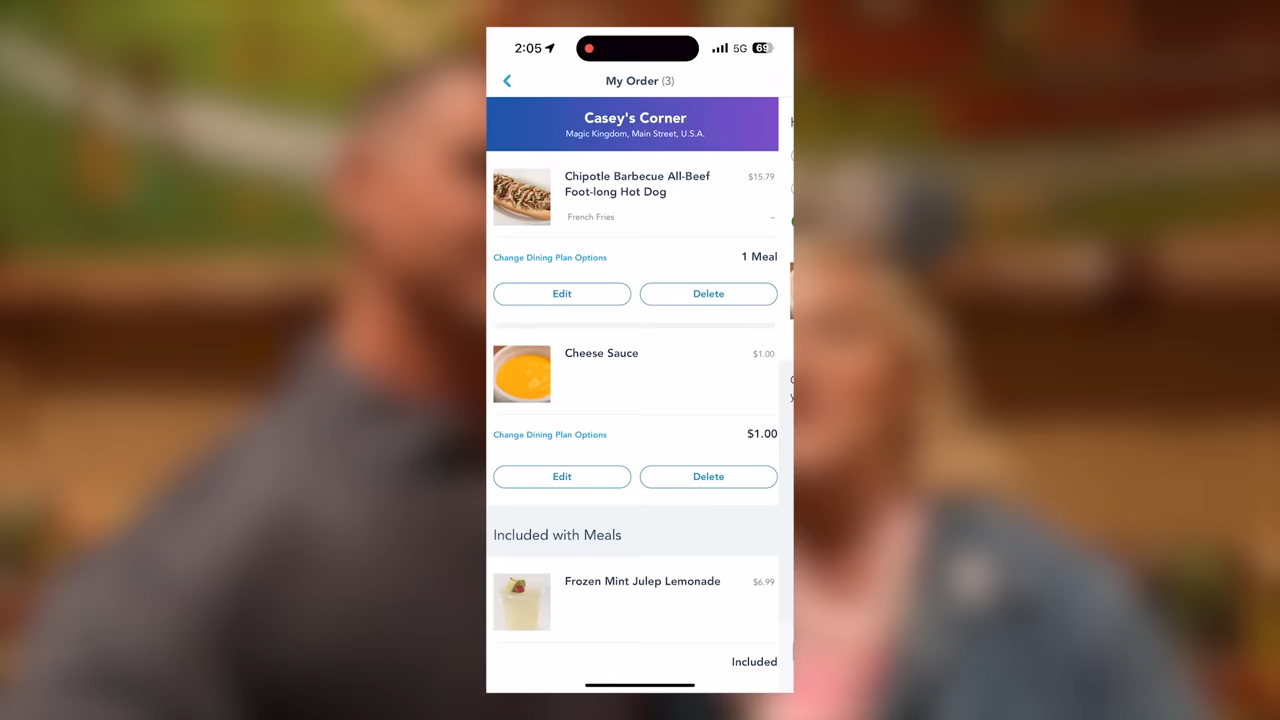 2:05
5G
69
My Order (3)
Casey's Corner
Magic Kingdom, Main Street, U.S.A.
Chipotle Barbecue All-Beef
Foot-long Hot Dog
$15.79
French Fries
–
Change Dining Plan Options
1 Meal
Edit
Delete
Cheese Sauce
$1.00
Change Dining Plan Options
$1.00
Edit
Delete
Included with Meals
Frozen Mint Julep Lemonade
$6.99
Included